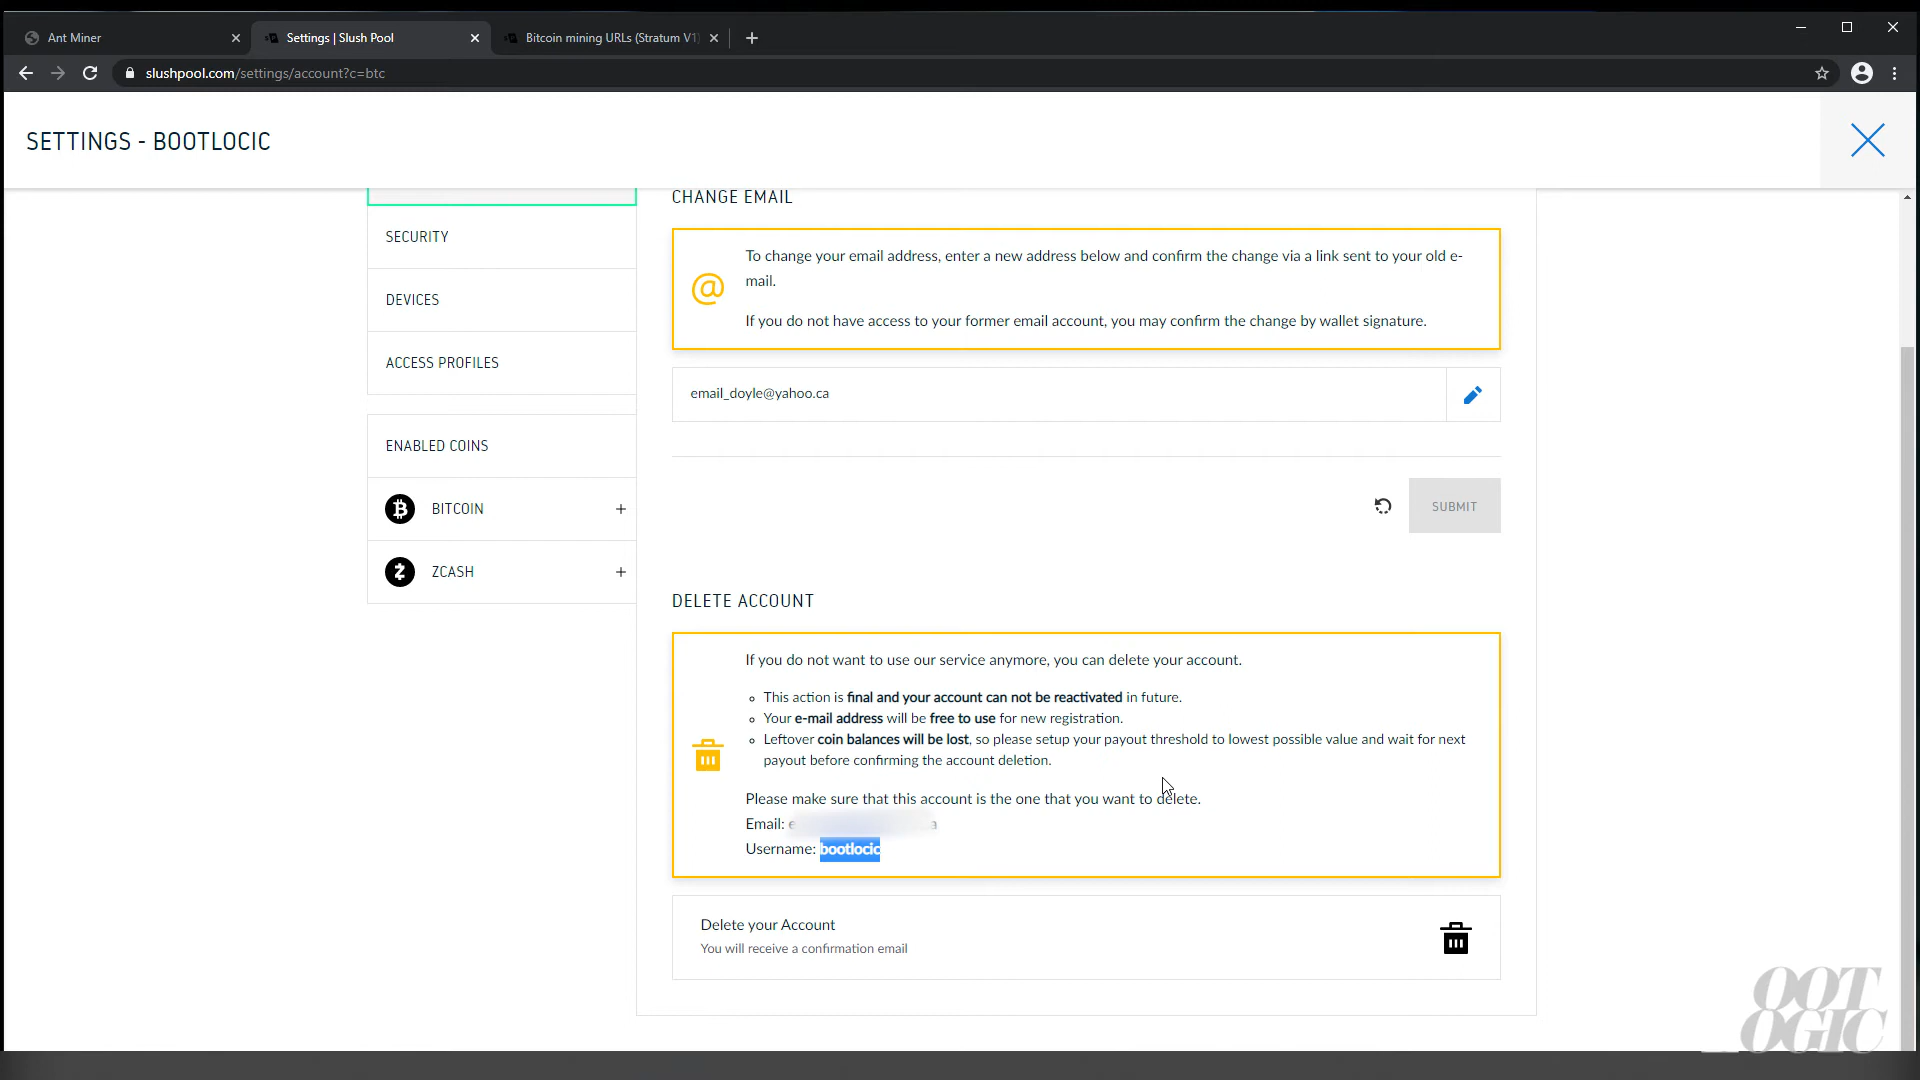 Ant Miner
Settings | Slush Pool
Bitcoin mining URLs (Stratum V1)
slushpool.com/settings/account?c=btc
SETTINGS - BOOTLOCIC
SECURITY
DEVICES
ACCESS PROFILES
ENABLED COINS
BITCOIN
ZCASH
CHANGE EMAIL
To change your email address, enter a new address below and confirm the change via a link sent to your old e-
mail.
If you do not have access to your former email account, you may confirm the change by wallet signature.
email_doyle@yahoo.ca
SUBMIT
DELETE ACCOUNT
If you do not want to use our service anymore, you can delete your account.
This action is final and your account can not be reactivated in future.
Your e-mail address will be free to use for new registration.
Leftover coin balances will be lost, so please setup your payout threshold to lowest possible value and wait for next
payout before confirming the account deletion.
Please make sure that this account is the one that you want to delete.
Email:
Username: bootlocic
Delete your Account
You will receive a confirmation email
OOT
OGIC